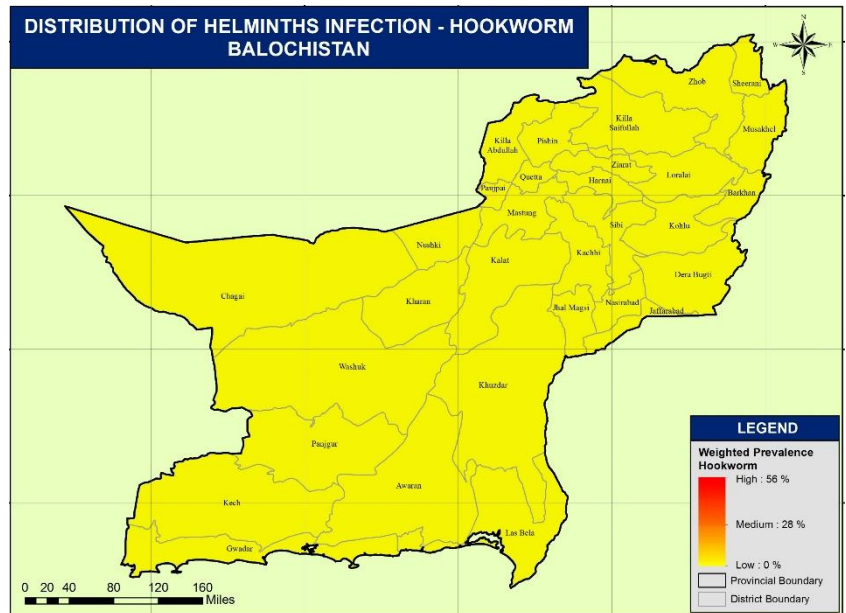 DISTRIBUTION OF HELMINTHS INFECTION - HOOKWORM
BALOCHISTAN
N
W
E
S
Zhob
Sheerani
Killa
Saifullah
Musakhel
Killa
Abdullah
Pishin
Ziarat
Loralai
Quetta
Harnai
Pangpai
Barkhan
Mastung
Sibi
Kohlu
Nushki
Kalat
Kachhi
Dera Bugti
Chagai
Kharan
Jhal Magsi
Nasirabad
Jaffarabad
Washuk
Khuzdar
Panjgur
Awaran
Kech
Las Bela
Gwadar
LEGEND
Weighted Prevalence
Hookworm
High : 56 %
Medium : 28 %
Low : 0 %
Provincial Boundary
District Boundary
0 20 40 80 120 160
Miles